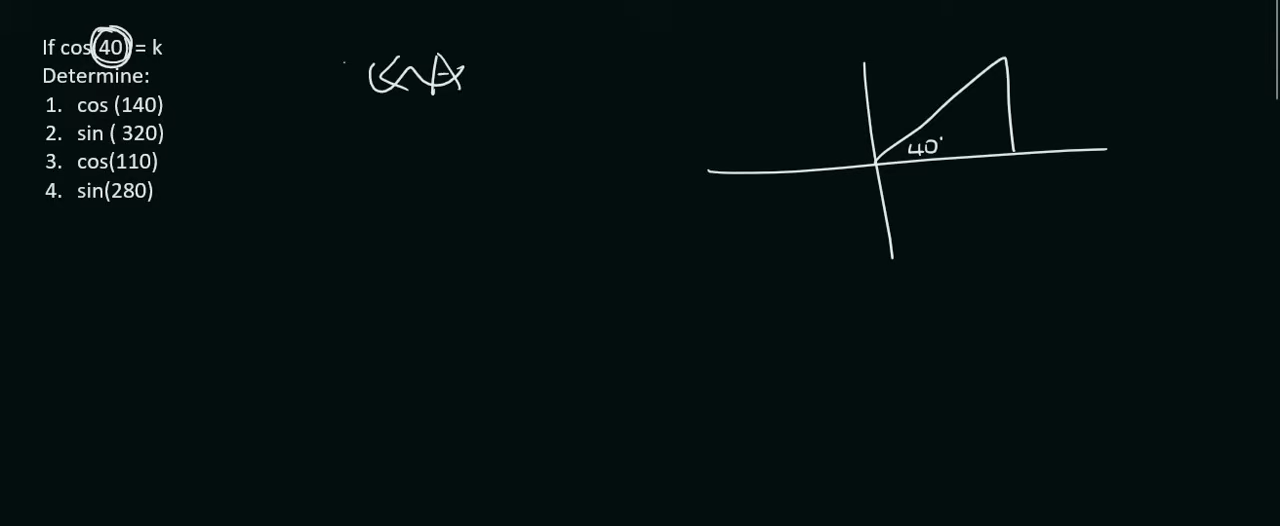 If cos(40) = k
Determine:
1. cos (140)
2. sin ( 320)
3. cos(110)
4. sin(280)
40°